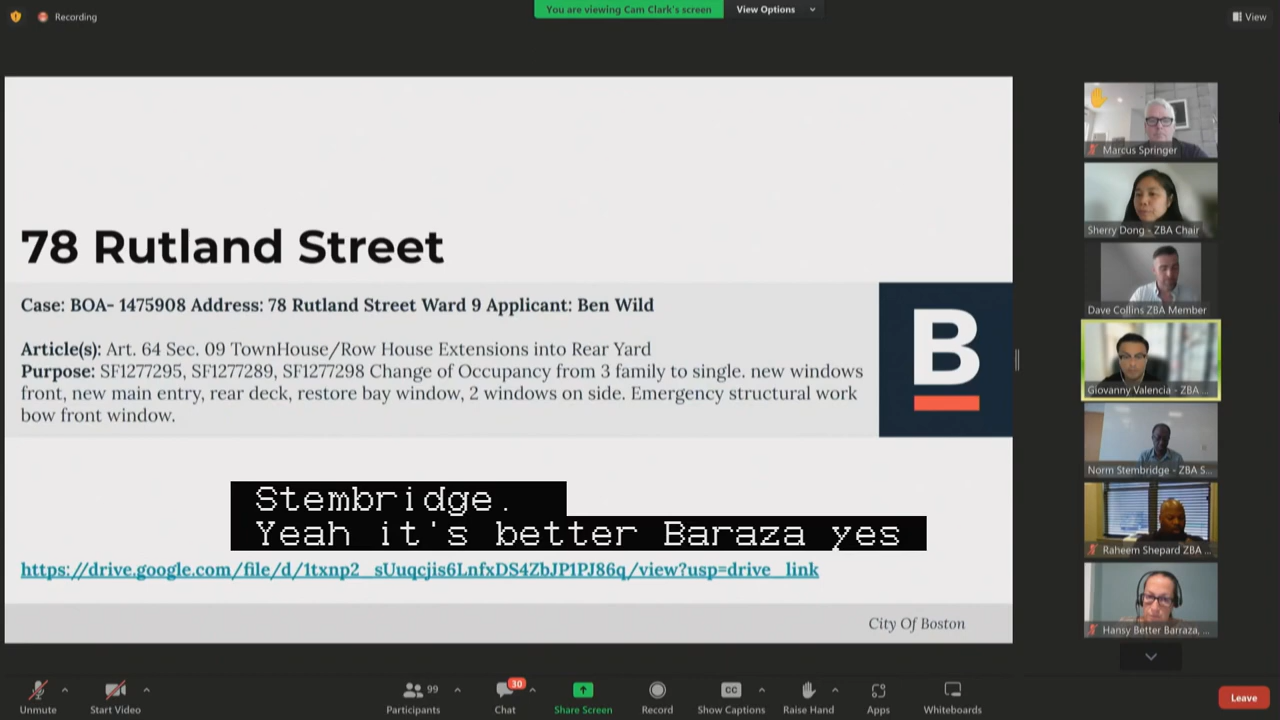 Recording
You are viewing Cam Clark's screen
View Options
View
78 Rutland Street
Case: BOA- 1475908 Address: 78 Rutland Street Ward 9 Applicant: Ben Wild
Article(s): Art. 64 Sec. 09 TownHouse/Row House Extensions into Rear Yard
Purpose: SF1277295, SF1277289, SF1277298 Change of Occupancy from 3 family to single. new windows
front, new main entry, rear deck, restore bay window, 2 windows on side. Emergency structural work
bow front window.
B
Stembridge.
Yeah it's better Baraza yes
https://drive.google.com/file/d/1txnp2_sUuqcjis6LnfxDS4ZbJP1PJ86q/view?usp=drive_link
City Of Boston
Marcus Springer
Sherry Dong - ZBA Chair
Dave Collins ZBA Member
Giovanny Valencia - ZBA ...
Norm Stembridge - ZBA S...
Raheem Shepard ZBA ...
Hansy Better Barraza, ...
Unmute
Start Video
Participants
99
Chat
30
Share Screen
Record
CC
Show Captions
Raise Hand
Apps
Whiteboards
Leave